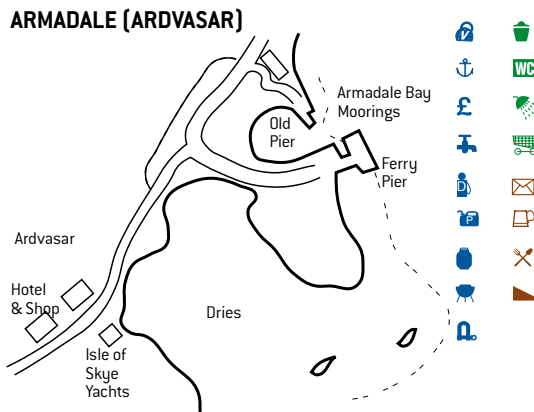 ARMADALE (ARDVASAR)
V
WC
£
D
P
Armadale Bay
Moorings
Old
Pier
Ferry
Pier
Ardvasar
Hotel
& Shop
Dries
Isle of
Skye
Yachts